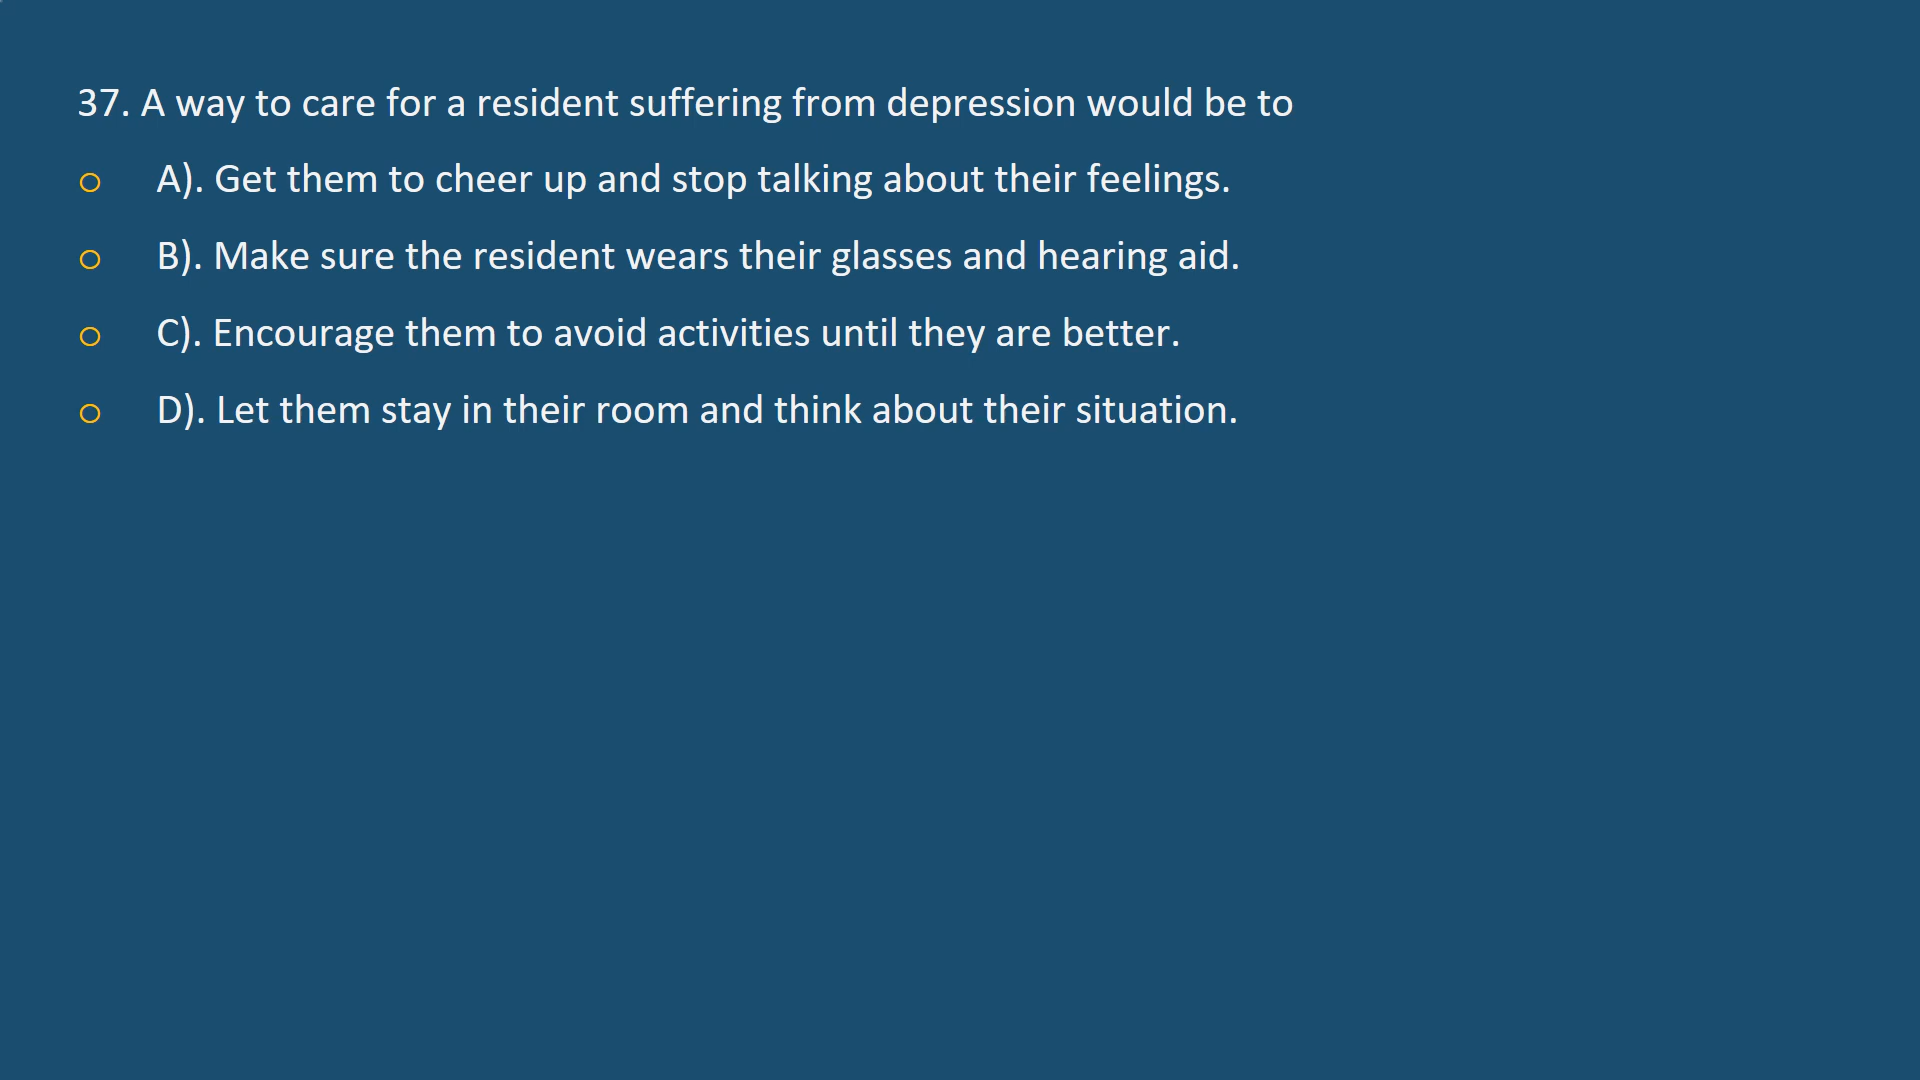 37. A way to care for a resident suffering from depression would be to
o A). Get them to cheer up and stop talking about their feelings.
o B). Make sure the resident wears their glasses and hearing aid.
o C). Encourage them to avoid activities until they are better.
o D). Let them stay in their room and think about their situation.